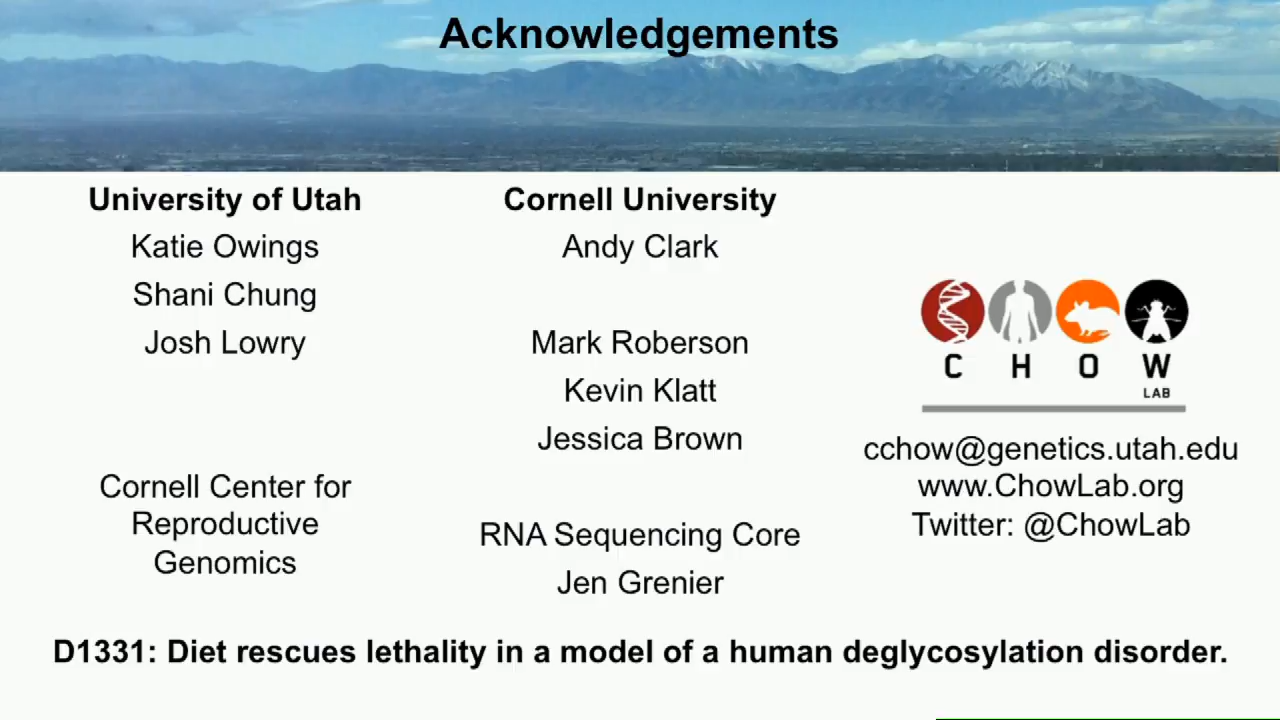 Acknowledgements
University of Utah
Katie Owings
Shani Chung
Josh Lowry
Cornell Center for
Reproductive
Genomics
Cornell University
Andy Clark
Mark Roberson
Kevin Klatt
Jessica Brown
RNA Sequencing Core
Jen Grenier
C H O W
LAB
cchow@genetics.utah.edu
www.ChowLab.org
Twitter: @ChowLab
D1331: Diet rescues lethality in a model of a human deglycosylation disorder.